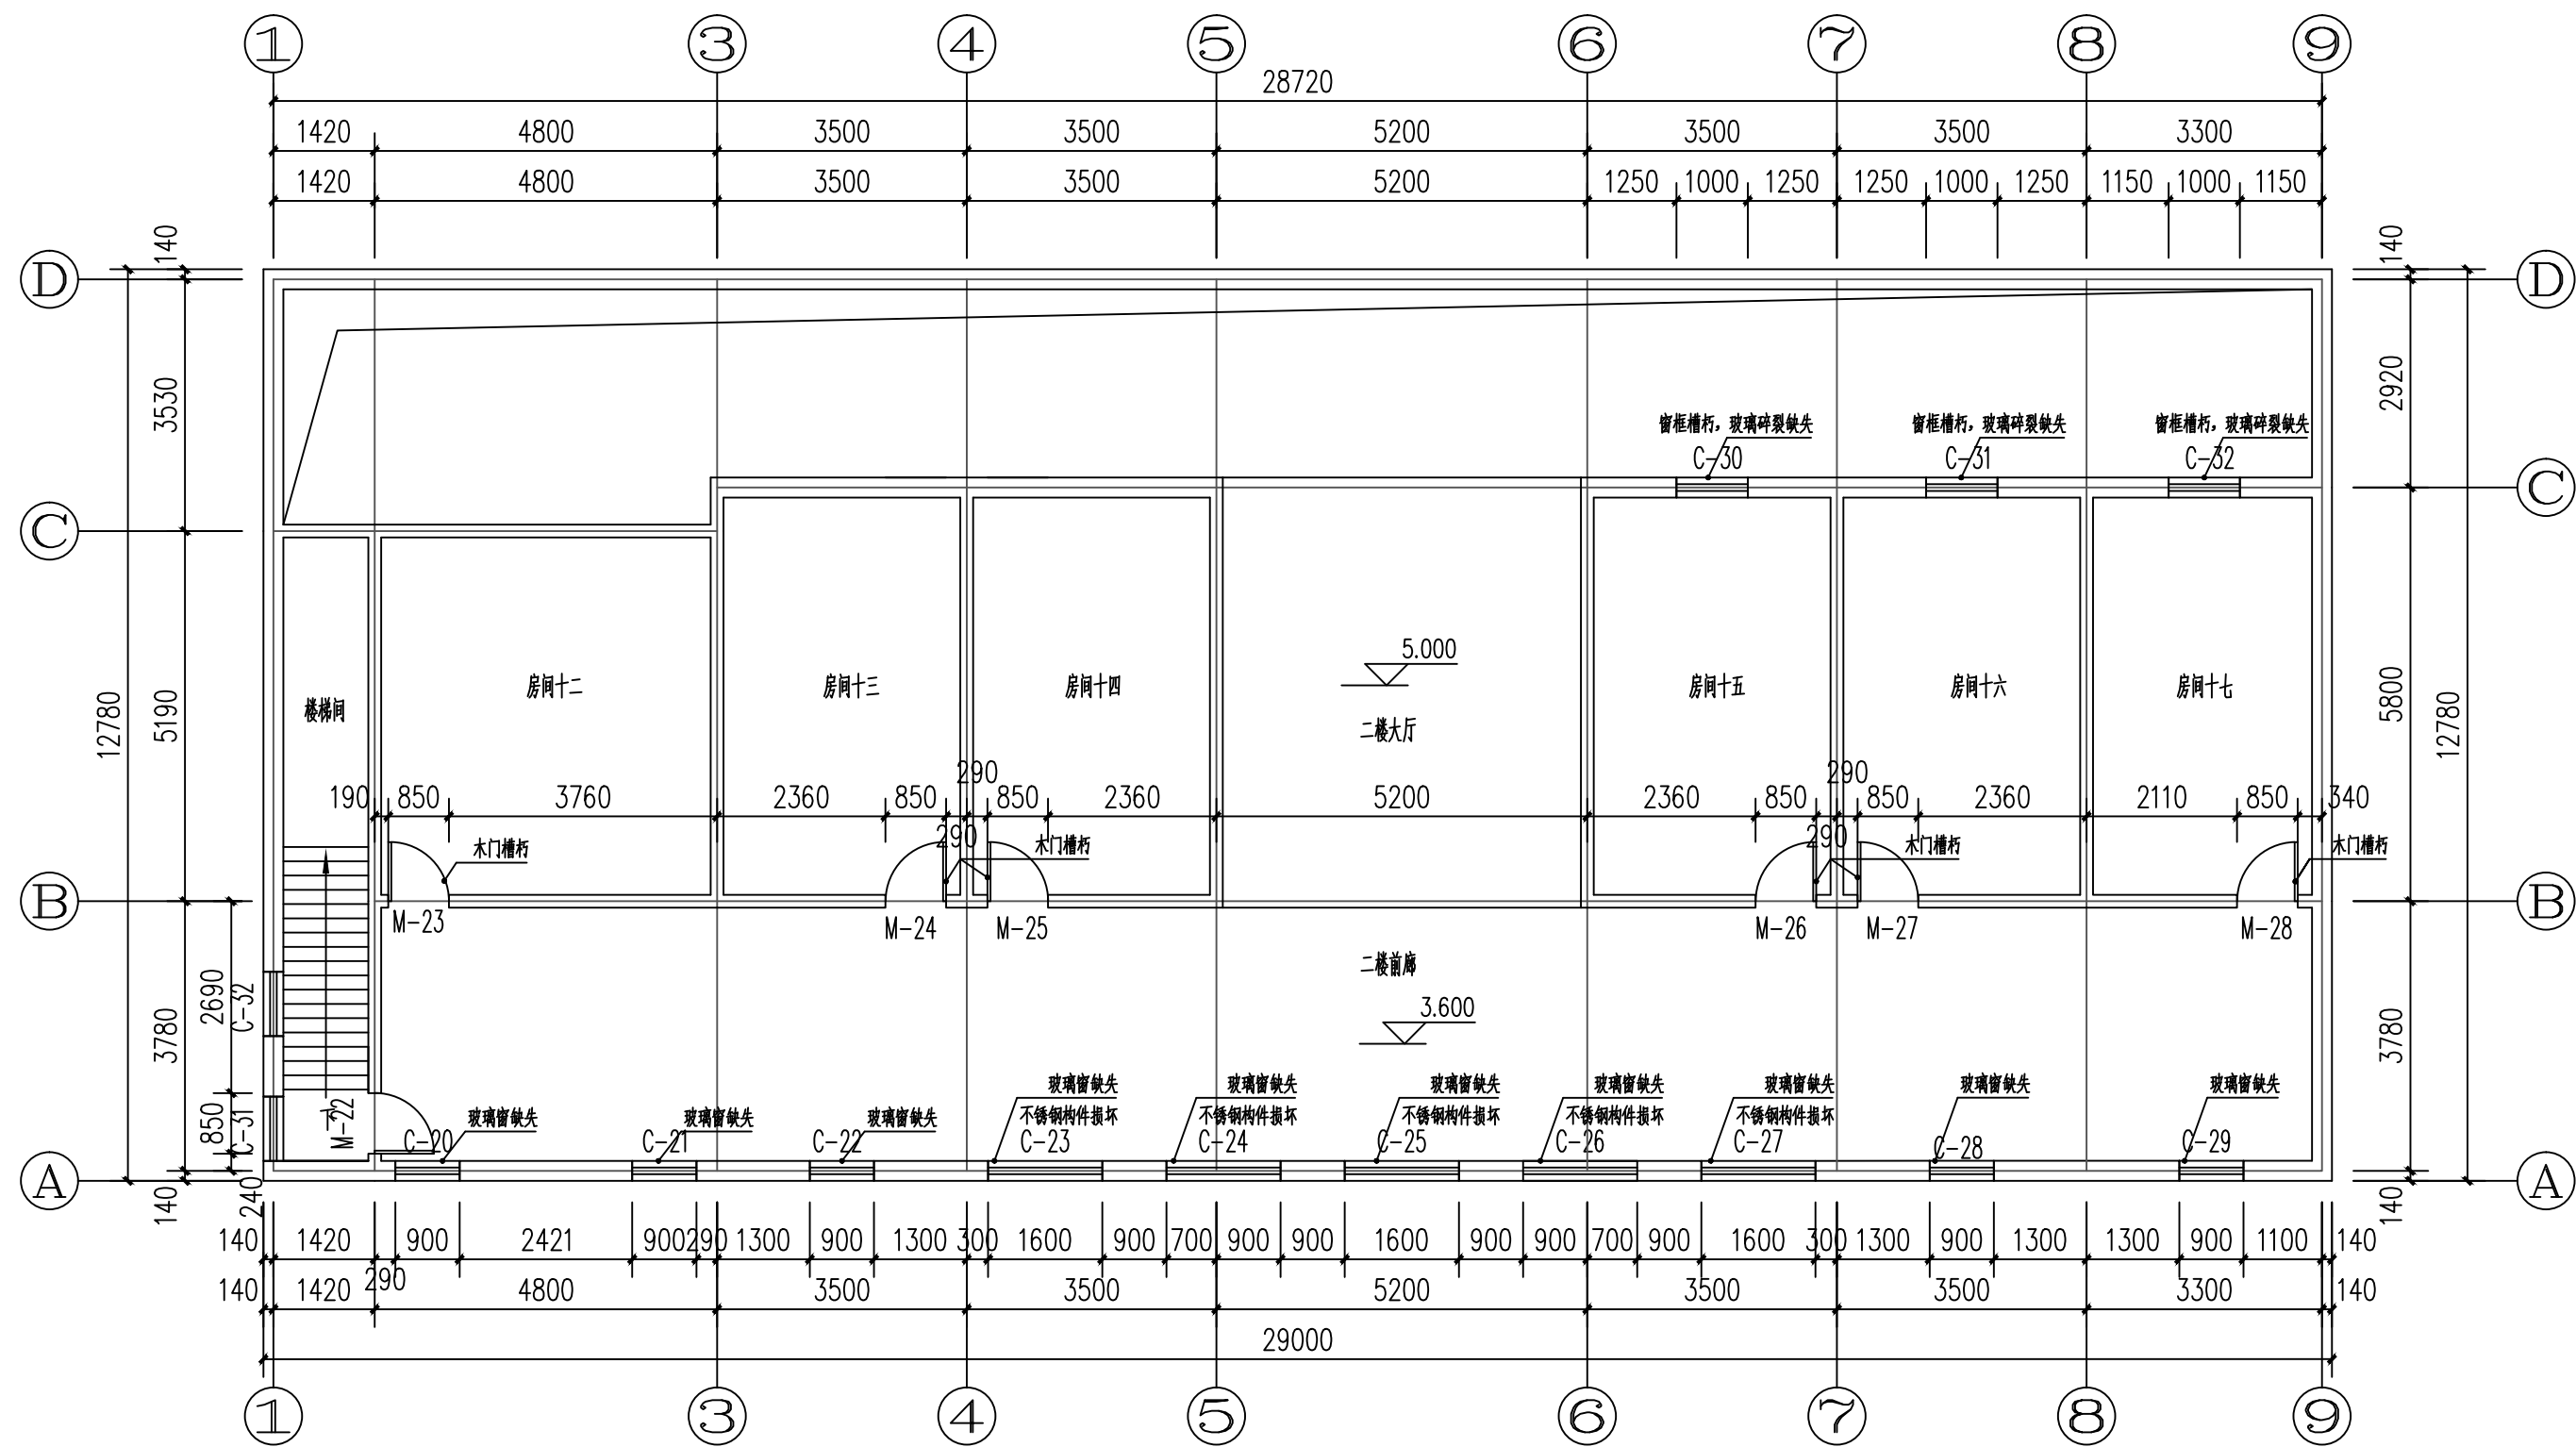 1 3 4 5 6 7 8 9
28720
1420 4800 3500 3500 5200 3500 3500 3300
1420 4800 3500 3500 5200 1250 1000 1250 1250 1000 1250 1150 1000 1150
140 140
D D
3530 2920
窗框槽朽，玻璃碎裂缺失 窗框槽朽，玻璃碎裂缺失 窗框槽朽，玻璃碎裂缺失
C-30 C-31 C-32
C C
5.000
12780 5190 5800 12780
楼梯间 房间十二 房间十三 房间十四 房间十五 房间十六 房间十七
二楼大厅
290 290
190 850 3760 2360 850 850 2360 5200 2360 850 850 2360 2110 850 340
290 290
木门槽朽 木门槽朽 木门槽朽 木门槽朽
B B
M-23 M-24 M-25 M-26 M-27 M-28
二楼前廊
3.600
3780 2690 C-32 3780
玻璃窗缺失 玻璃窗缺失 玻璃窗缺失 玻璃窗缺失 玻璃窗缺失 玻璃窗缺失 玻璃窗缺失
850 C-31 下 M-22 玻璃窗缺失 玻璃窗缺失 玻璃窗缺失
不锈钢构件损坏 不锈钢构件损坏 不锈钢构件损坏 不锈钢构件损坏 不锈钢构件损坏
C-20 C-21 C-22 C-23 C-24 C-25 C-26 C-27 C-28 C-29
A A
140 240 140
140 1420 900 2421 900 290 1300 900 1300 300 1600 900 700 900 900 1600 900 900 700 900 1600 300 1300 900 1300 1300 900 1100 140
290
140 1420 4800 3500 3500 5200 3500 3500 3300 140
29000
1 3 4 5 6 7 8 9